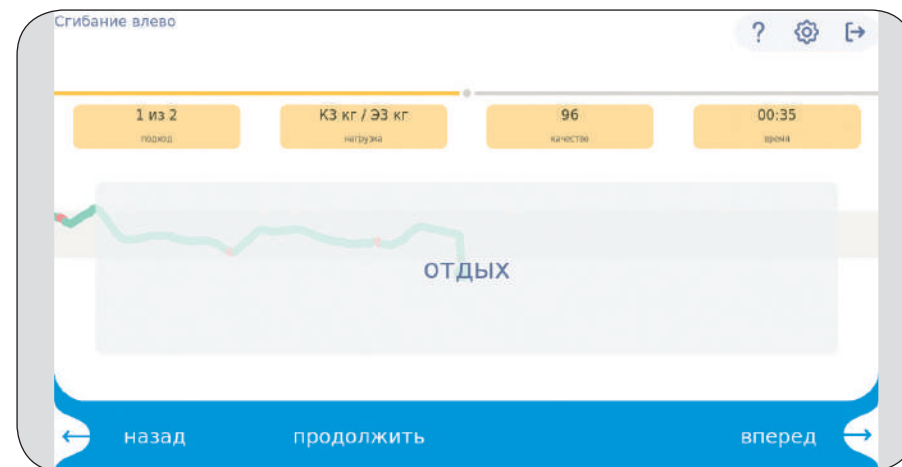 Сгибание влево
?
1 из 2
подход
К3 кг / Э3 кг
нагрузка
96
качество
00:35
время
отдых
назад
продолжить
вперед